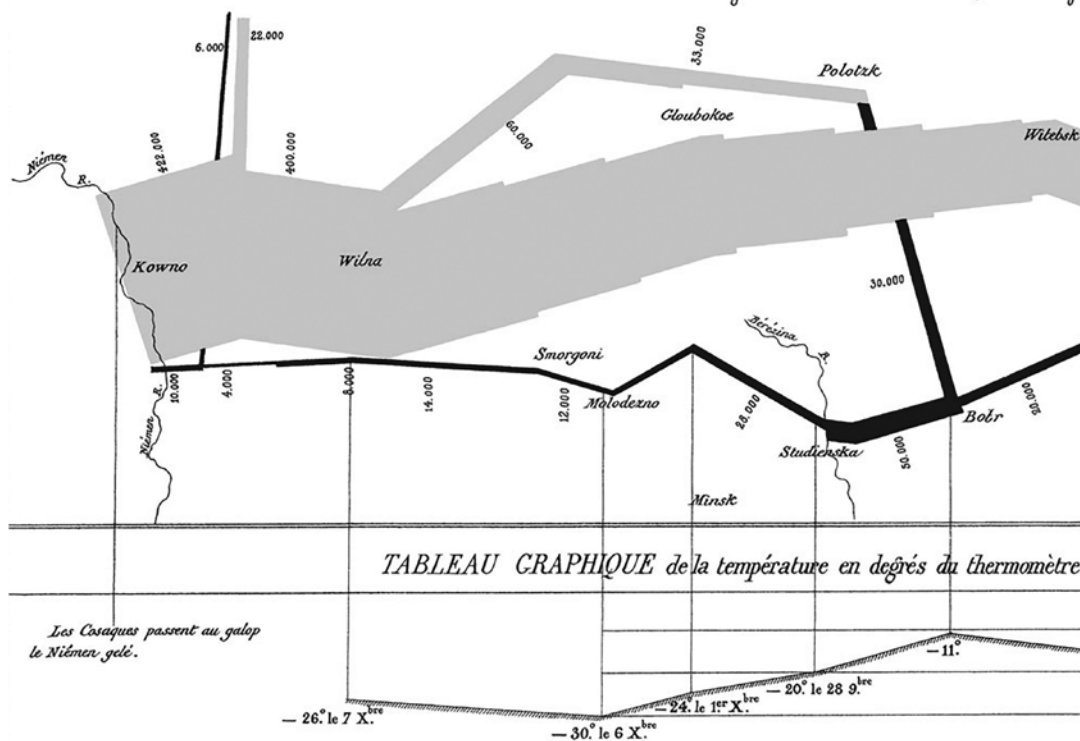 6.000
22.000
33.000
Polotzk
Gloubokoe
Witebsk
60.000
422.000
400.000
Niémen
R.
Kowno
Wilna
30.000
Bérézina
R.
Smorgoni
Molodezno
10.000
4.000
8.000
14.000
12.000
28.000
20.000
Bobr
Studienska
50.000
R.
Niémen
Minsk
TABLEAU GRAPHIQUE de la température en degrés du thermomètre
Les Cosaques passent au galop
le Niémen gelé.
— 11.°
— 20.° le 28 9.bre
— 24.° le 1.er X.bre
— 26.° le 7 X.bre
— 30.° le 6 X.bre